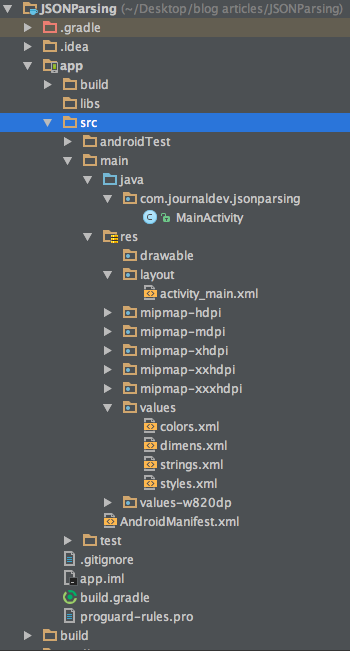 JSONParsing (~/Desktop/blog articles/JSONParsing)
.gradle
.idea
app
build
libs
src
androidTest
main
java
com.journaldev.jsonparsing
MainActivity
res
drawable
layout
activity_main.xml
mipmap-hdpi
mipmap-mdpi
mipmap-xhdpi
mipmap-xxhdpi
mipmap-xxxhdpi
values
colors.xml
dimens.xml
strings.xml
styles.xml
values-w820dp
AndroidManifest.xml
test
.gitignore
app.iml
build.gradle
proguard-rules.pro
build